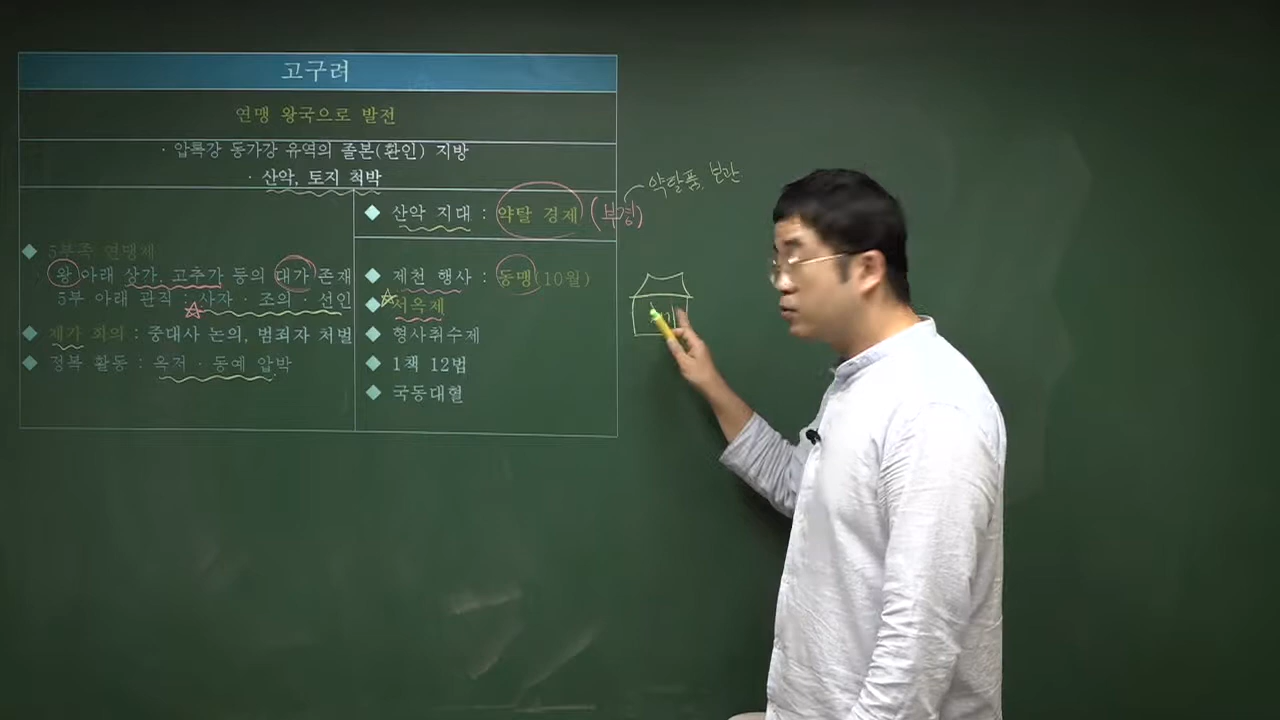 고구려
연맹 왕국으로 발전
· 압록강 동가강 유역의 졸본(환인) 지방
· 산악, 토지 척박
◆ 산악 지대 : 약탈 경제 (부경)
약탈품, 보관
◆ 5부족 연맹체
왕 아래 상가, 고추가 등의 대가 존재
5부 아래 관직 : 사자 · 조의 · 선인
◆ 제가 회의 : 중대사 논의, 범죄자 처벌
◆ 정복 활동 : 옥저 · 동예 압박
◆ 제천 행사 : 동맹(10월)
◆ 서옥제
◆ 형사취수제
◆ 1책 12법
◆ 국동대혈